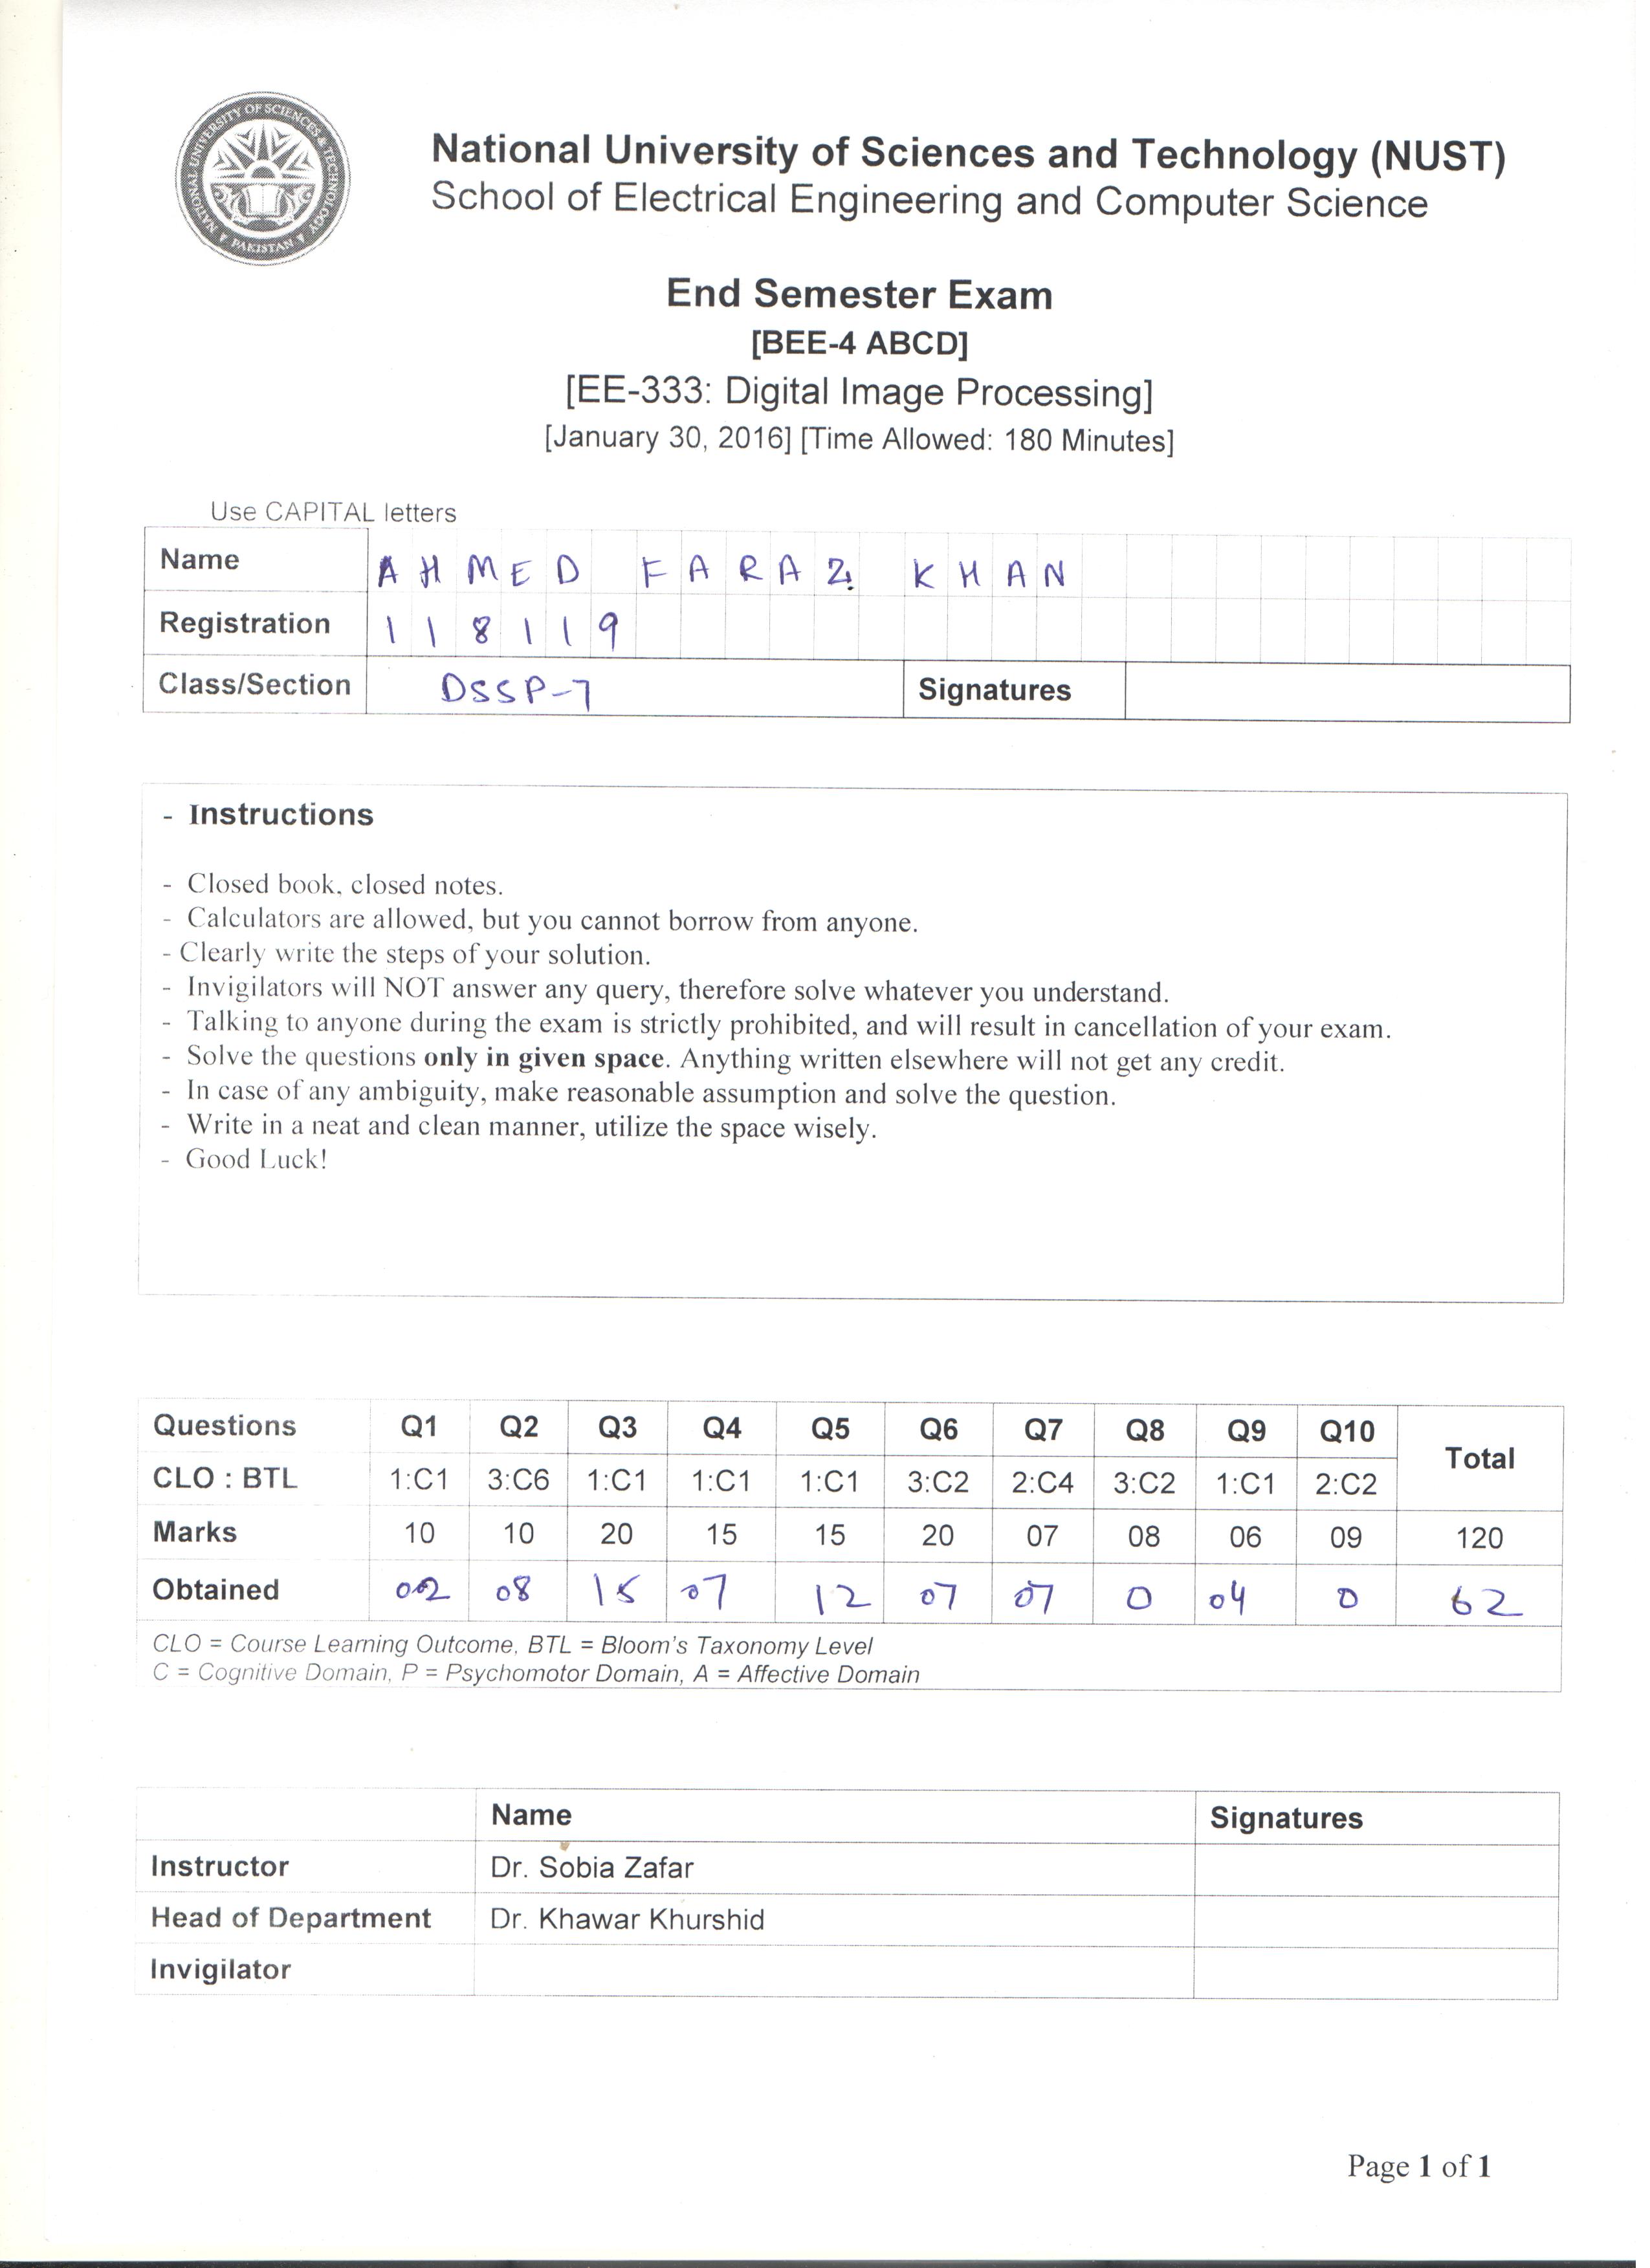 NATIONAL UNIVERSITY OF SCIENCES & TECHNOLOGY
PAKISTAN
National University of Sciences and Technology (NUST)
School of Electrical Engineering and Computer Science
End Semester Exam
[BEE-4 ABCD]
[EE-333: Digital Image Processing]
[January 30, 2016] [Time Allowed: 180 Minutes]
Use CAPITAL letters
Name AHMED FARAZ KHAN
Registration 118119
Class/Section DSSP-7 Signatures
- Instructions
- Closed book, closed notes.
- Calculators are allowed, but you cannot borrow from anyone.
- Clearly write the steps of your solution.
- Invigilators will NOT answer any query, therefore solve whatever you understand.
- Talking to anyone during the exam is strictly prohibited, and will result in cancellation of your exam.
- Solve the questions only in given space. Anything written elsewhere will not get any credit.
- In case of any ambiguity, make reasonable assumption and solve the question.
- Write in a neat and clean manner, utilize the space wisely.
- Good Luck!
Questions Q1 Q2 Q3 Q4 Q5 Q6 Q7 Q8 Q9 Q10 Total
CLO : BTL 1:C1 3:C6 1:C1 1:C1 1:C1 3:C2 2:C4 3:C2 1:C1 2:C2
Marks 10 10 20 15 15 20 07 08 06 09 120
Obtained 02 08 15 07 12 07 07 0 04 0 62
CLO = Course Learning Outcome, BTL = Bloom's Taxonomy Level
C = Cognitive Domain, P = Psychomotor Domain, A = Affective Domain
Name Signatures
Instructor Dr. Sobia Zafar
Head of Department Dr. Khawar Khurshid
Invigilator
Page 1 of 1